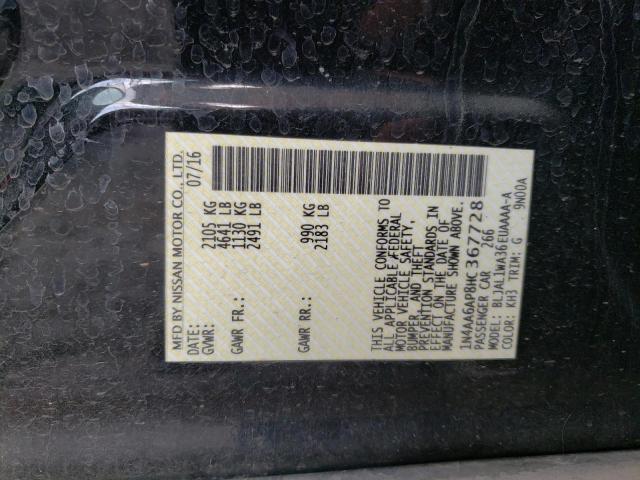 MFD BY NISSAN MOTOR CO., LTD.
DATE: 07/16
GVWR: 2105 KG
4641 LB
GAWR FR.: 1130 KG
2491 LB
GAWR RR.: 990 KG
2183 LB
THIS VEHICLE CONFORMS TO
ALL APPLICABLE FEDERAL
MOTOR VEHICLE SAFETY,
BUMPER, AND THEFT
PREVENTION STANDARDS IN
EFFECT ON THE DATE OF
MANUFACTURE SHOWN ABOVE.
1N4AA6AP8HC367728
PASSENGER CAR 266
MODEL: BLJAL1WA36EUAAAA-A
COLOR: KH3 TRIM: G 9N00A